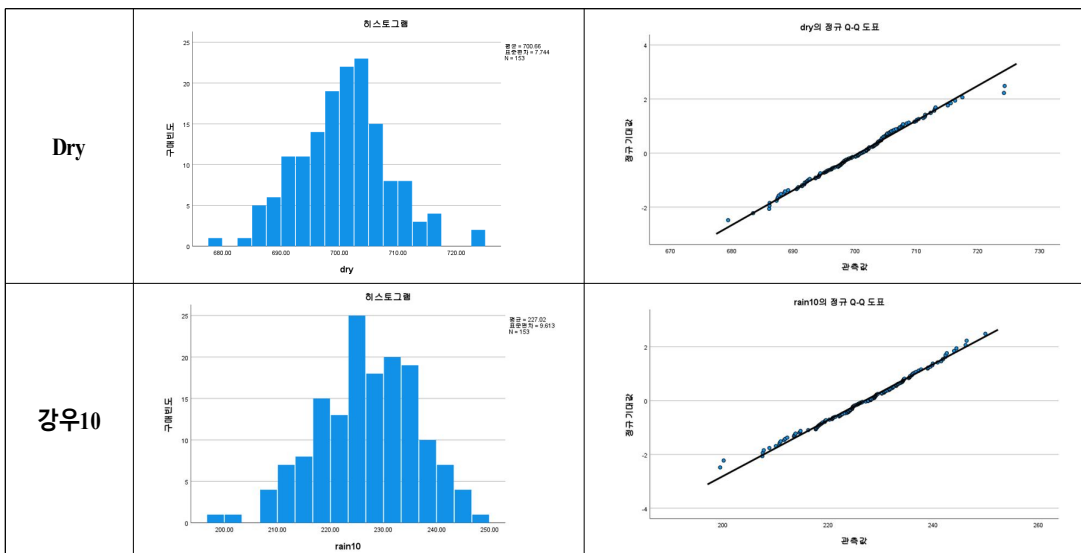 Dry
히스토그램
평균 = 700.66
표준편차 = 7.744
N = 153
25
20
15
10
5
0
구매빈도
680.00 690.00 700.00 710.00 720.00
dry
dry의 정규 Q-Q 도표
4
2
0
-2
정규 기대값
670 680 690 700 710 720 730
관측값
강우10
히스토그램
평균 = 227.02
표준편차 = 9.613
N = 153
25
20
15
10
5
0
구매빈도
200.00 210.00 220.00 230.00 240.00 250.00
rain10
rain10의 정규 Q-Q 도표
2
0
-2
-4
정규 기대값
200 220 240 260
관측값